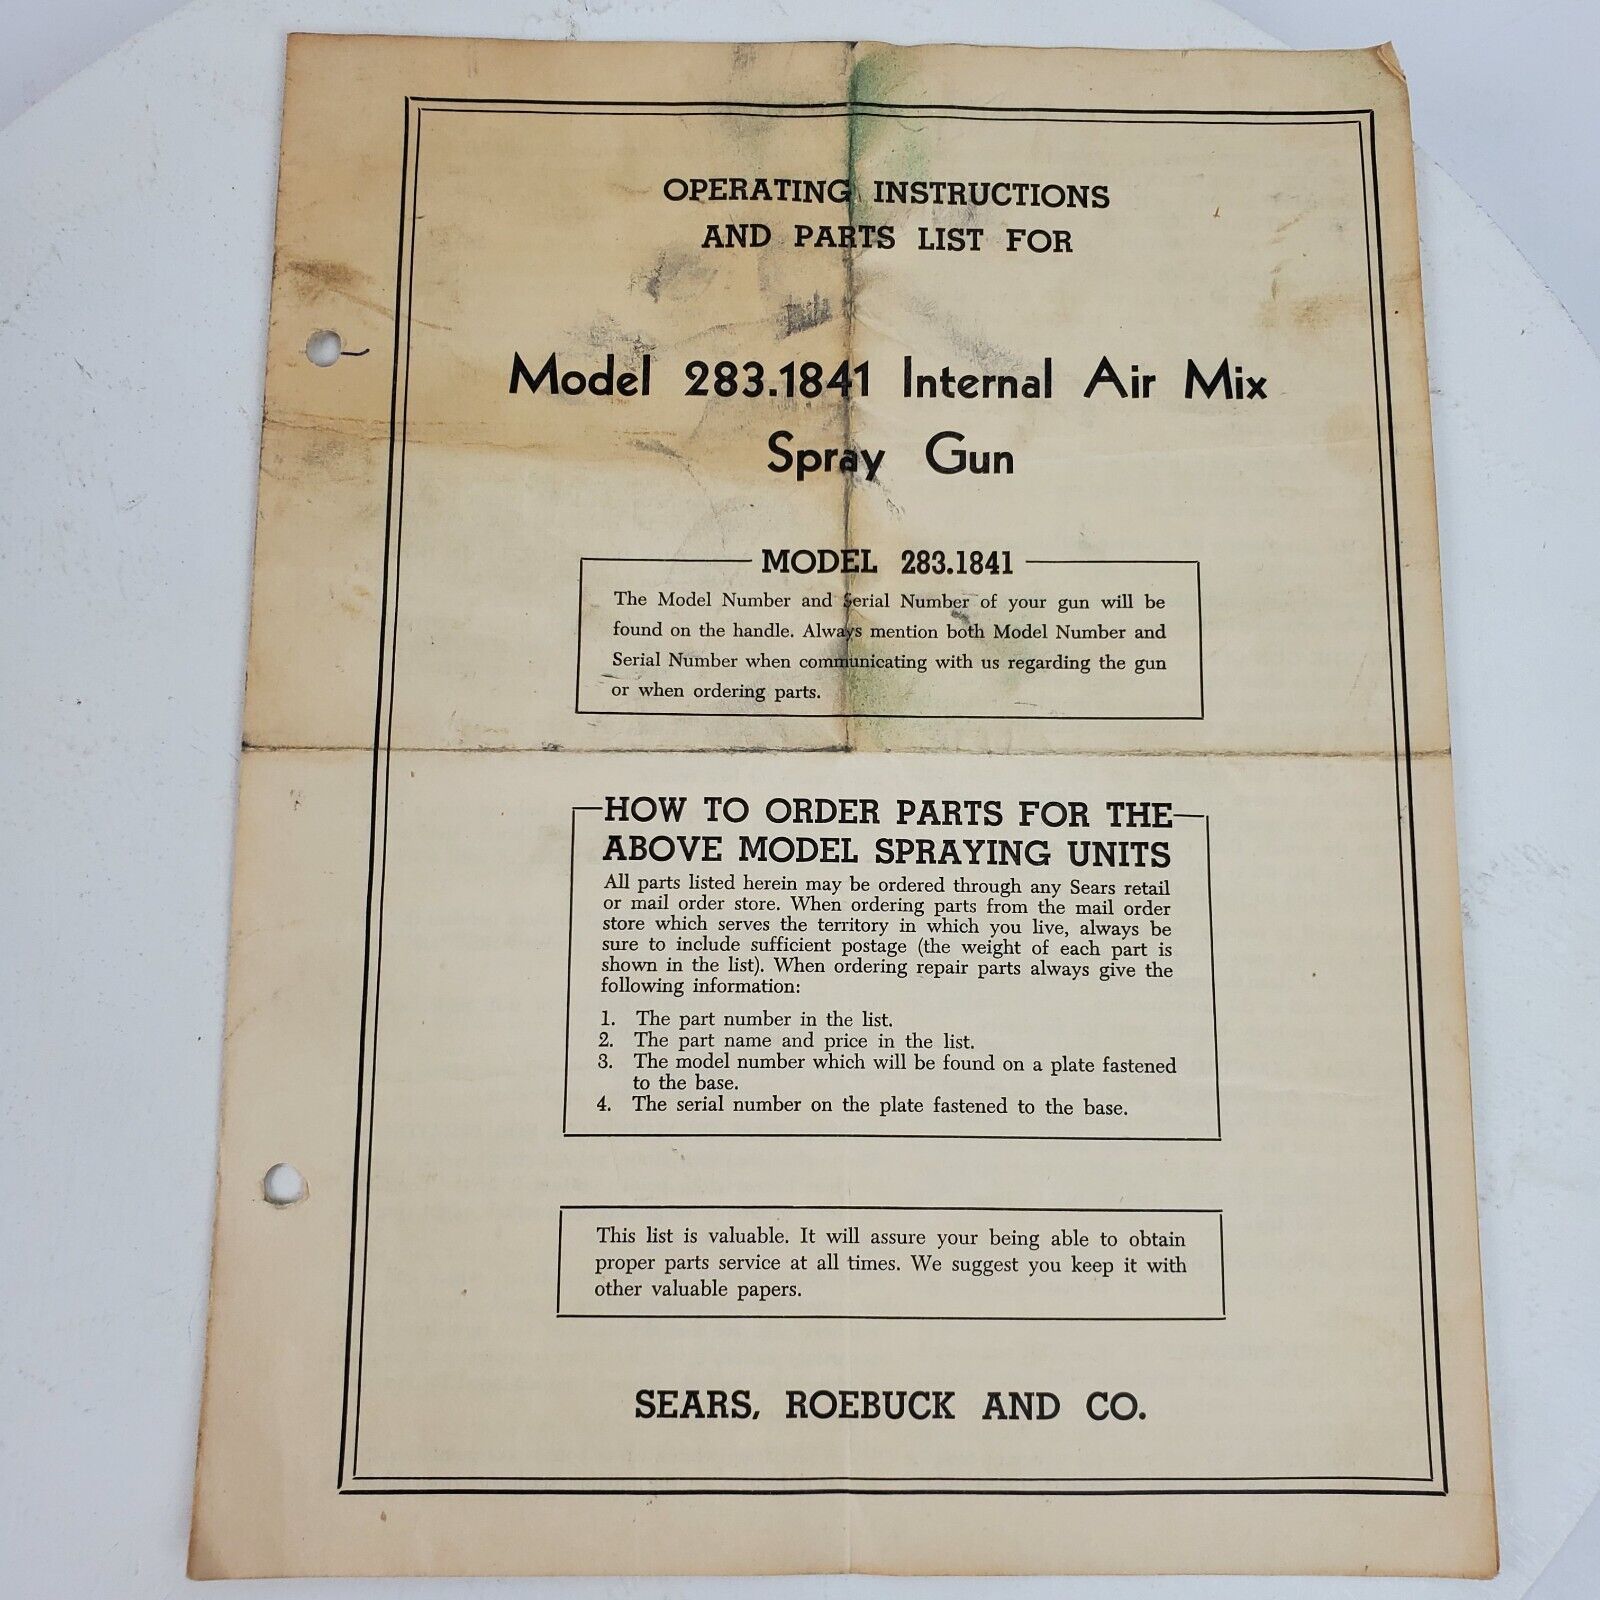 OPERATING INSTRUCTIONS
AND PARTS LIST FOR
Model 283.1841 Internal Air Mix
Spray Gun
MODEL 283.1841
The Model Number and Serial Number of your gun will be
found on the handle. Always mention both Model Number and
Serial Number when communicating with us regarding the gun
or when ordering parts.
HOW TO ORDER PARTS FOR THE
ABOVE MODEL SPRAYING UNITS
All parts listed herein may be ordered through any Sears retail
or mail order store. When ordering parts from the mail order
store which serves the territory in which you live, always be
sure to include sufficient postage (the weight of each part is
shown in the list). When ordering repair parts always give the
following information:
1. The part number in the list.
2. The part name and price in the list.
3. The model number which will be found on a plate fastened
to the base.
4. The serial number on the plate fastened to the base.
This list is valuable. It will assure your being able to obtain
proper parts service at all times. We suggest you keep it with
other valuable papers.
SEARS, ROEBUCK AND CO.